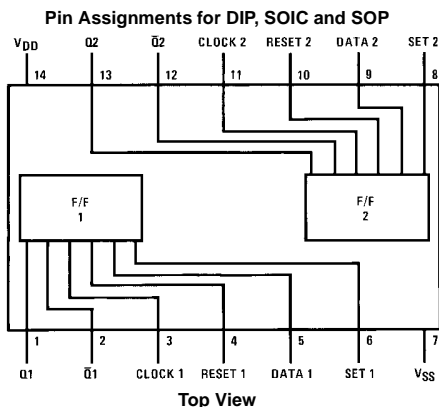 Pin Assignments for DIP, SOIC and SOP
VDD Q2 Q̅2 CLOCK 2 RESET 2 DATA 2 SET 2
14 13 12 11 10 9 8
F/F
1
F/F
2
1 2 3 4 5 6 7
Q1 Q̅1 CLOCK 1 RESET 1 DATA 1 SET 1 VSS
Top View